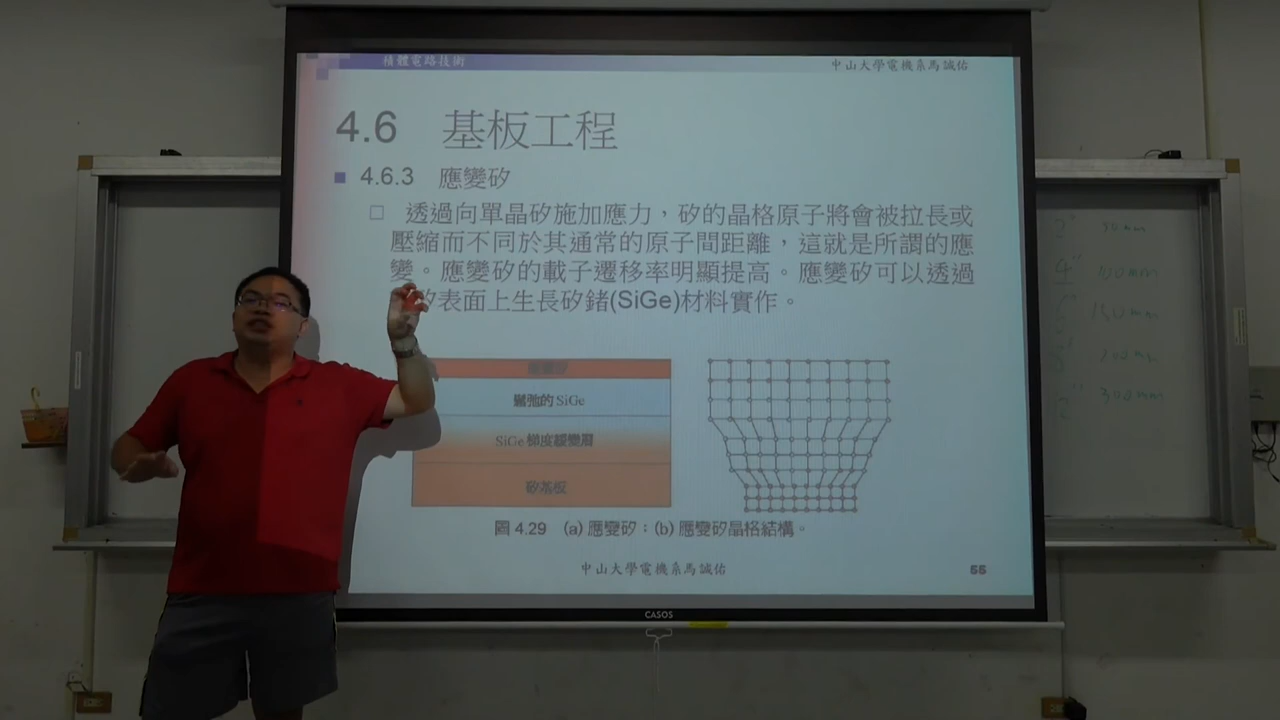 積體電路技術
中山大學電機系馬誠佑
4.6 基板工程
4.6.3 應變矽
透過向單晶矽施加應力，矽的晶格原子將會被拉長或
壓縮而不同於其通常的原子間距離，這就是所謂的應
變。應變矽的載子遷移率明顯提高。應變矽可以透過
矽表面上生長矽鍺(SiGe)材料實作。
鬆弛的 SiGe
SiGe 梯度緩變層
矽基板
圖 4.29 (a) 應變矽；(b) 應變矽晶格結構。
中山大學電機系馬誠佑
55
CASOS
2"
4"